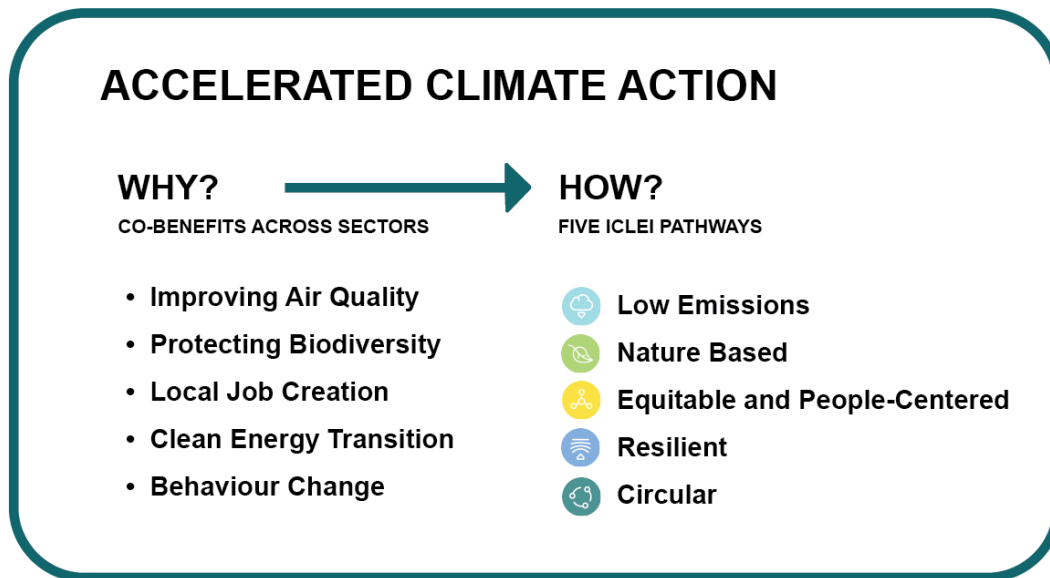 ACCELERATED CLIMATE ACTION
WHY?
CO-BENEFITS ACROSS SECTORS
• Improving Air Quality
• Protecting Biodiversity
• Local Job Creation
• Clean Energy Transition
• Behaviour Change
HOW?
FIVE ICLEI PATHWAYS
Low Emissions
Nature Based
Equitable and People-Centered
Resilient
Circular